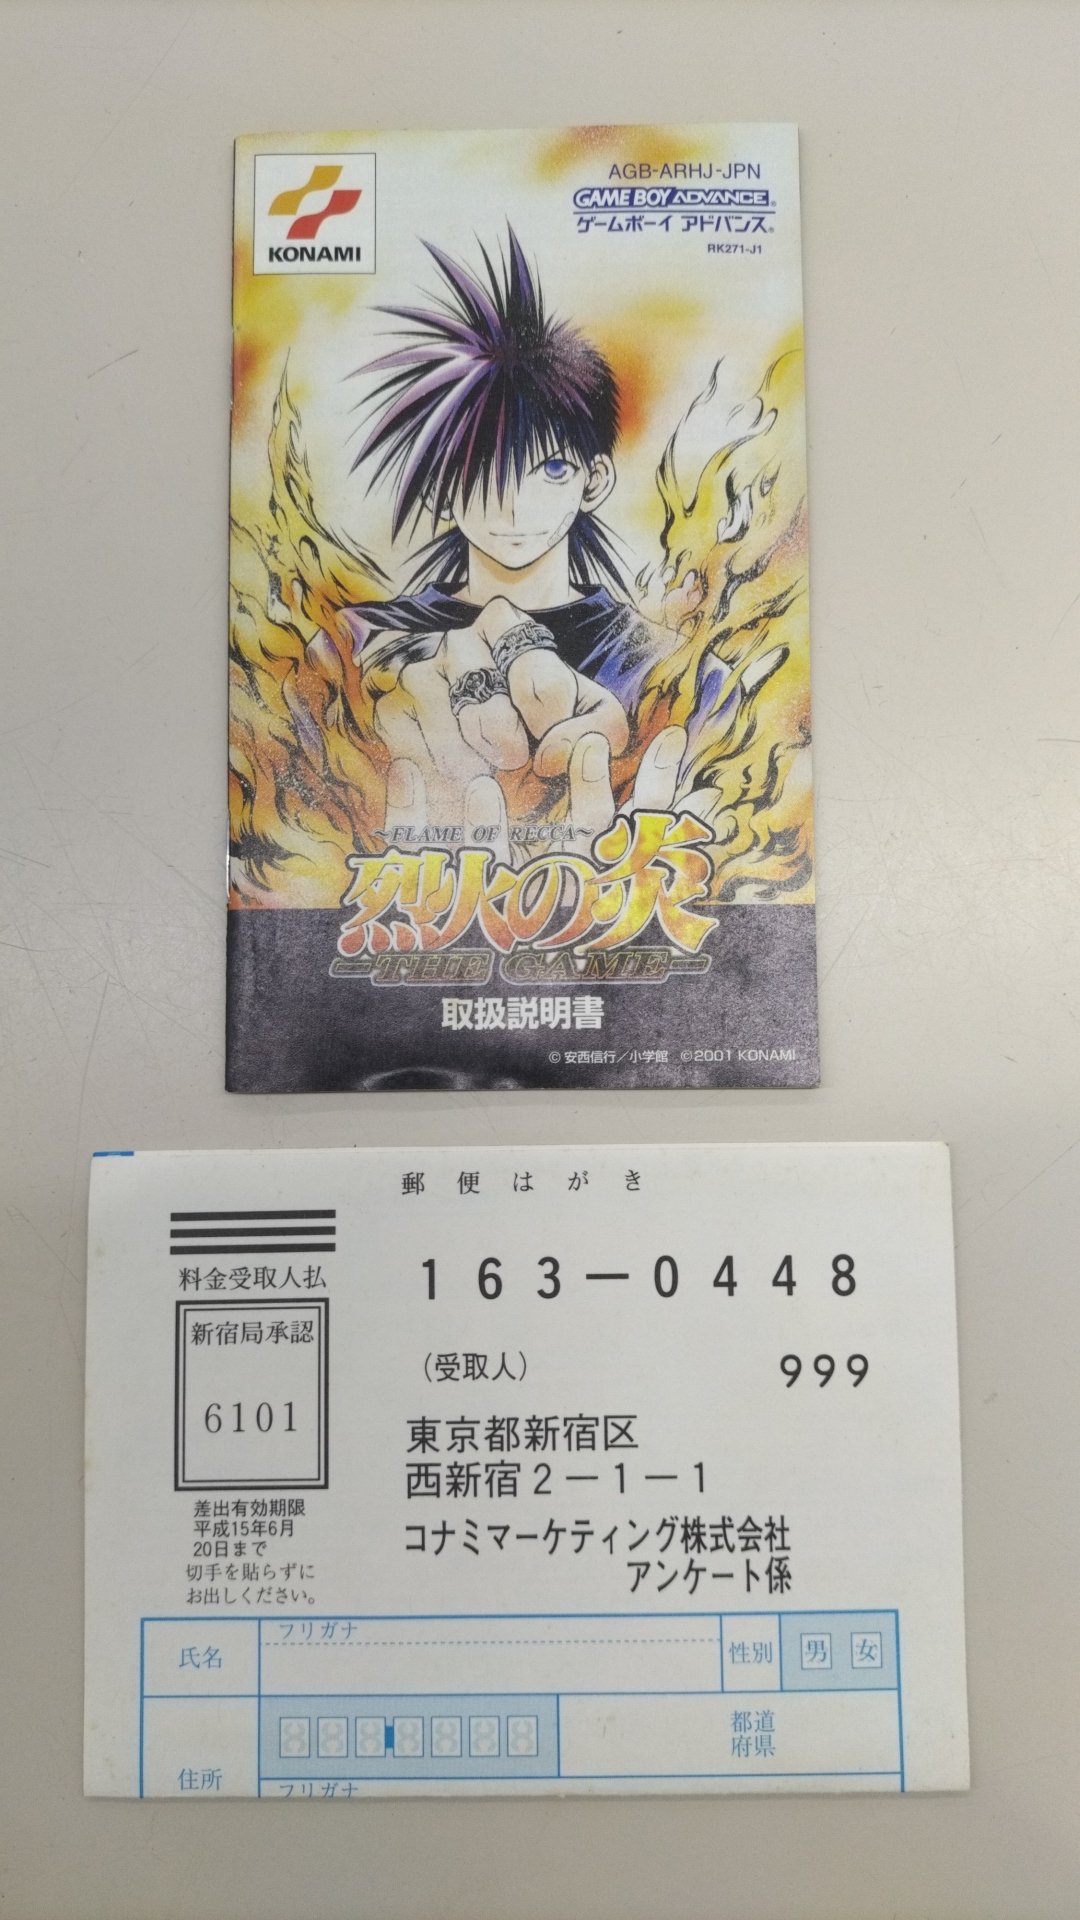 KONAMI
AGB-ARHJ-JPN
GAME BOY ADVANCE
ゲームボーイ アドバンス
RK271-J1
~FLAME OF RECCA~
烈火の炎
-THE GAME-
取扱説明書
© 安西信行/小学館 ©2001 KONAMI
郵便はがき
料金受取人払
新宿局承認
6101
差出有効期限
平成15年6月
20日まで
切手を貼らずに
お出しください。
163-0448
(受取人)
999
東京都新宿区
西新宿2-1-1
コナミマーケティング株式会社
アンケート係
フリガナ
氏名
性別 男 女
都道
府県
住所
フリガナ